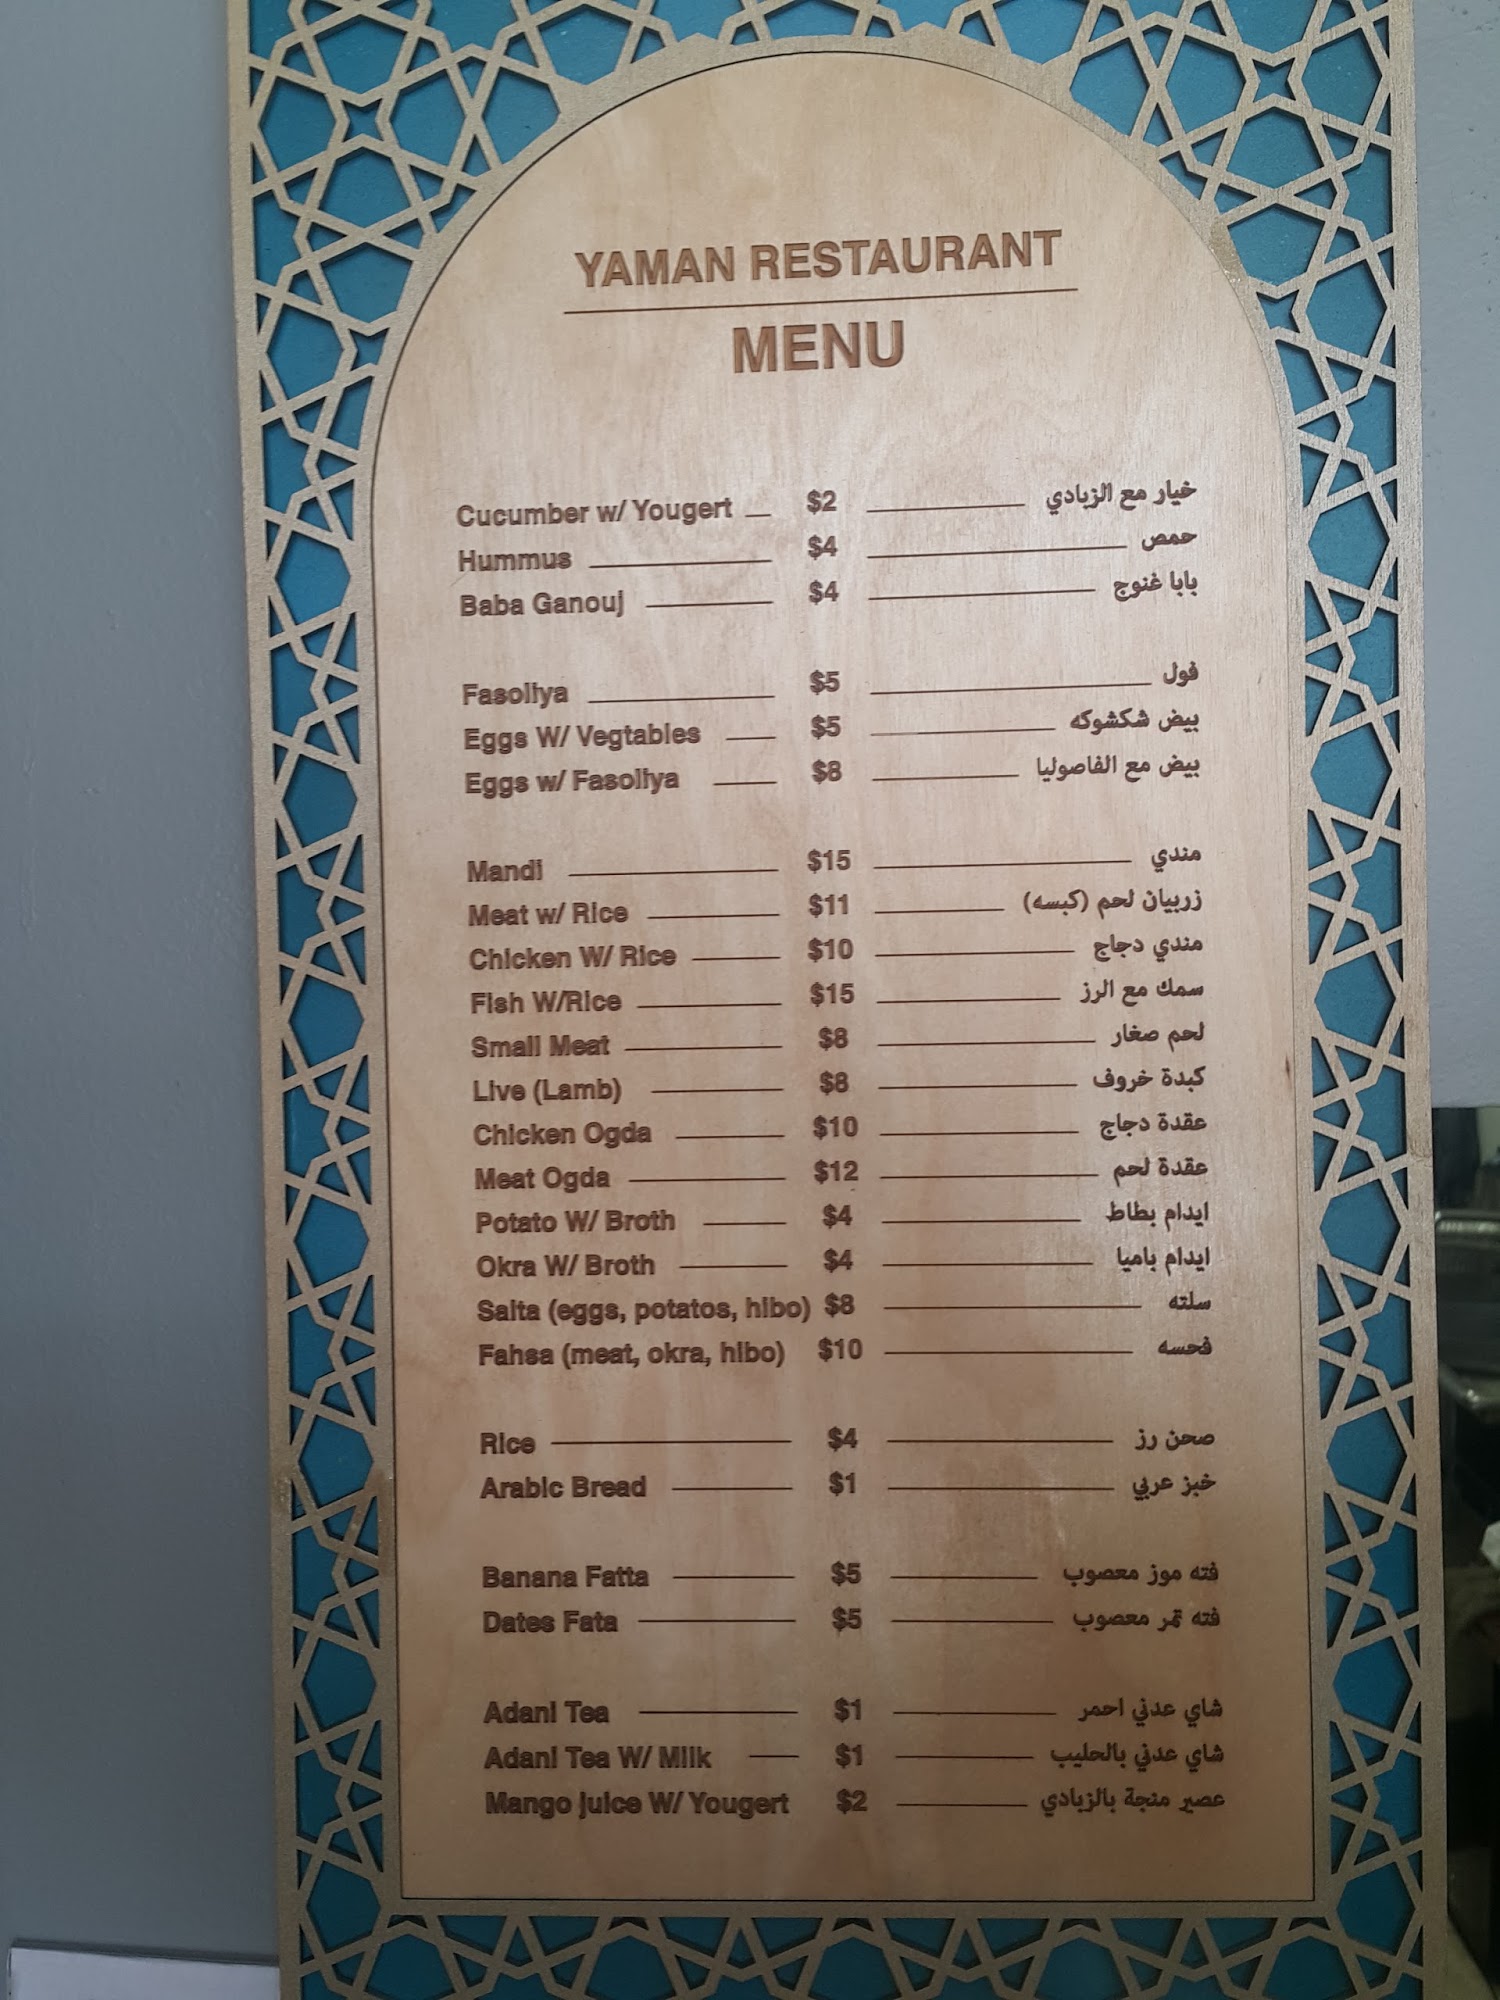 YAMAN RESTAURANT
MENU
Cucumber w/ Yougert $2 خيار مع الزبادي
Hummus $4 حمص
Baba Ganouj $4 بابا غنوج
Fasoliya $5 فول
Eggs W/ Vegtables $5 بيض شكشوكه
Eggs w/ Fasoliya $8 بيض مع الفاصوليا
Mandi $15 مندي
Meat w/ Rice $11 زربيان لحم (كبسه)
Chicken W/ Rice $10 مندي دجاج
Fish W/Rice $15 سمك مع الرز
Small Meat $8 لحم صغار
Live (Lamb) $8 كبدة خروف
Chicken Ogda $10 عقدة دجاج
Meat Ogda $12 عقدة لحم
Potato W/ Broth $4 ايدام بطاط
Okra W/ Broth $4 ايدام باميا
Salta (eggs, potatos, hlbo) $8 سلته
Fahsa (meat, okra, hlbo) $10 فحسه
Rice $4 صحن رز
Arabic Bread $1 خبز عربي
Banana Fatta $5 فته موز معصوب
Dates Fata $5 فته تمر معصوب
Adani Tea $1 شاي عدني احمر
Adani Tea W/ Milk $1 شاي عدني بالحليب
Mango juice W/ Yougert $2 عصير منجة بالزبادي